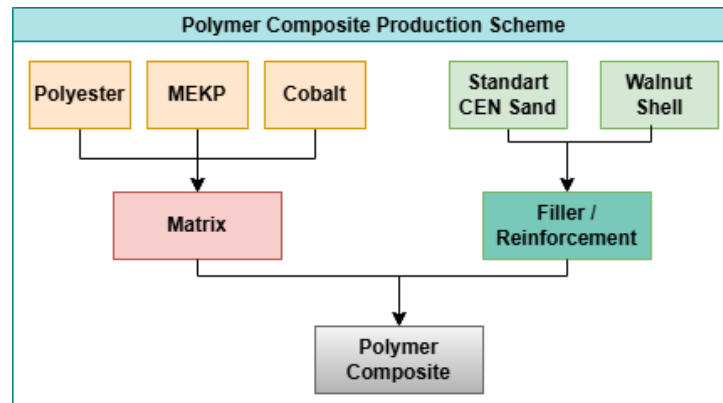 Polymer Composite Production Scheme
Polyester
MEKP
Cobalt
Standart
CEN Sand
Walnut
Shell
Matrix
Filler /
Reinforcement
Polymer
Composite